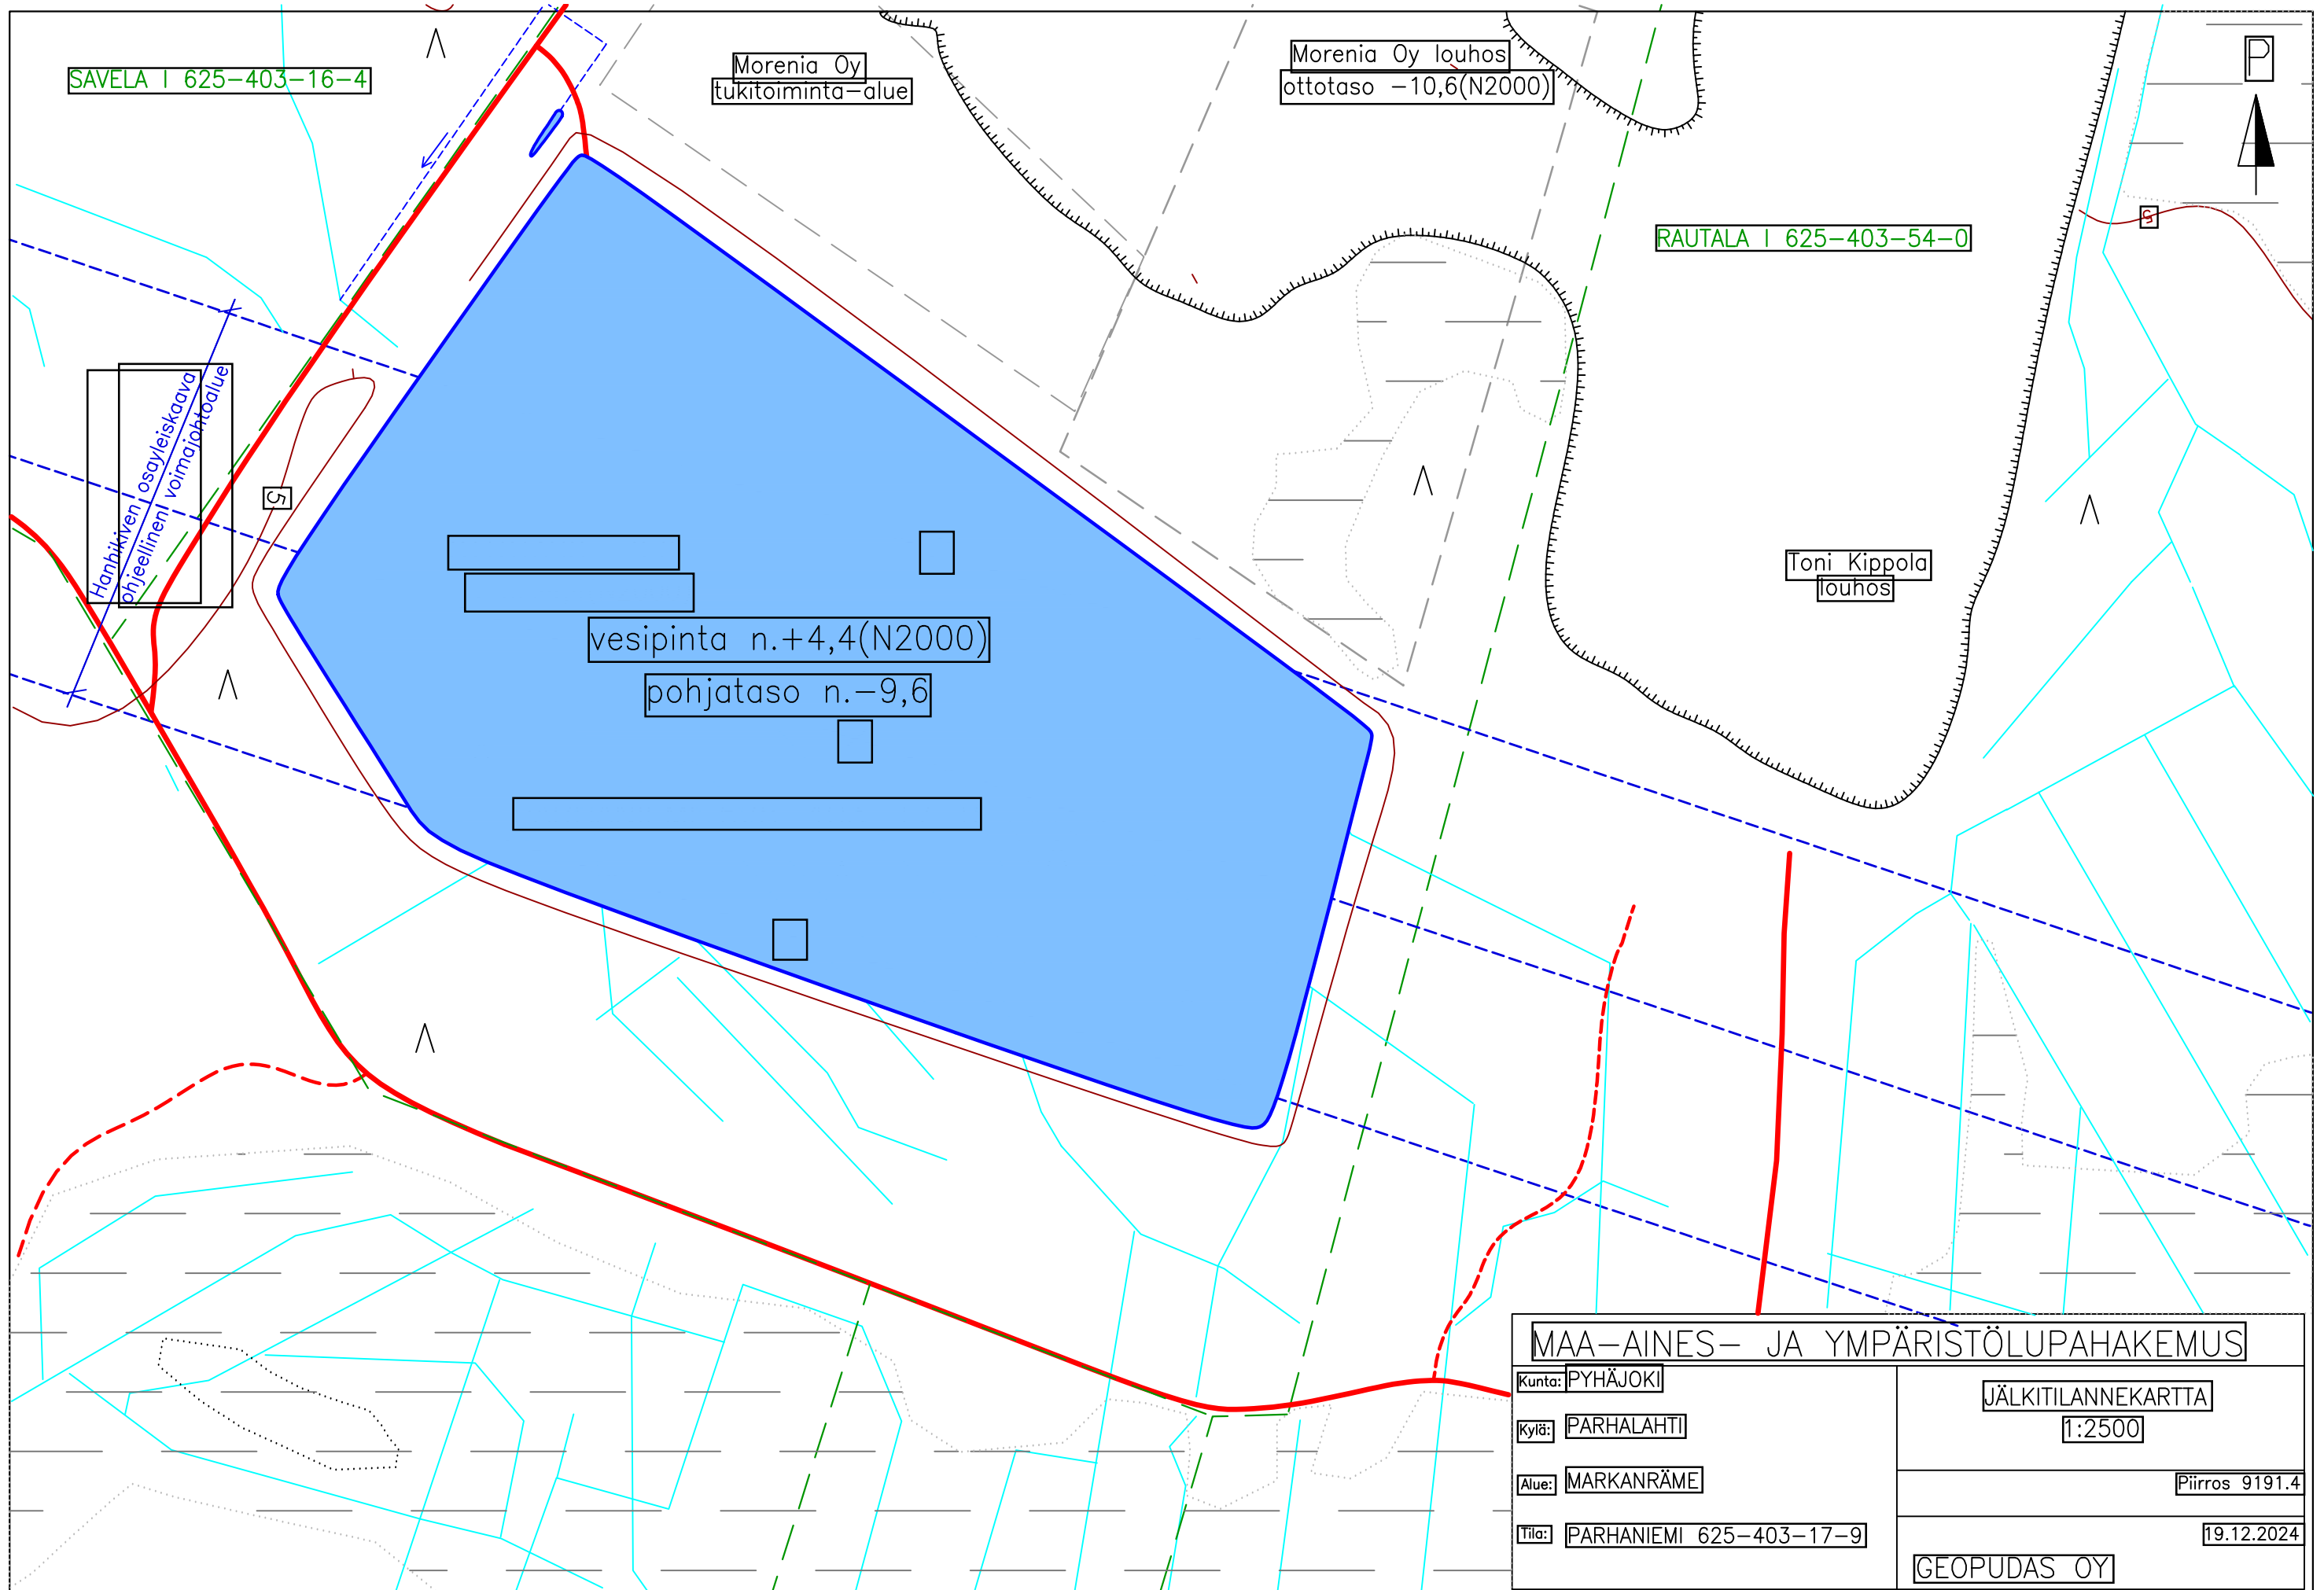 SAVELA I 625-403-16-4
Morenia Oy
tukitoiminta-alue
Morenia Oy louhos
ottotaso -10,6(N2000)
P
5
RAUTALA I 625-403-54-0
Hanhikiven osayleiskaava
ohjeellinen voimajohtoalue
5
Toni Kippola
louhos
vesipinta n.+4,4(N2000)
pohjataso n.-9,6
MAA-AINES- JA YMPÄRISTÖLUPAHAKEMUS
Kunta: PYHÄJOKI
Kylä: PARHALAHTI
Alue: MARKANRÄME
Tila: PARHANIEMI 625-403-17-9
JÄLKITILANNEKARTTA
1:2500
Piirros 9191.4
19.12.2024
GEOPUDAS OY